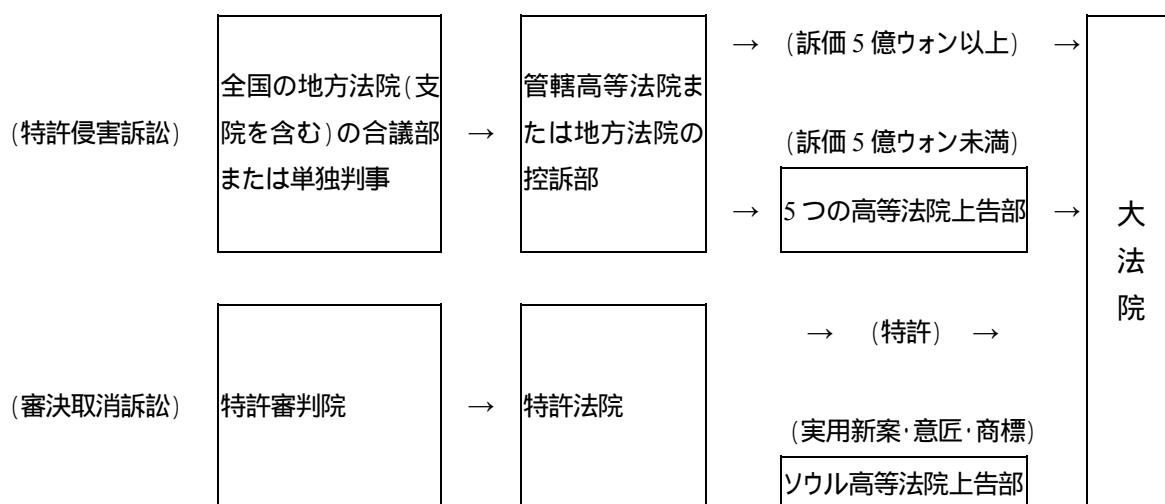 (特許侵害訴訟)
全国の地方法院(支
院を含む)の合議部
または単独判事
→
管轄高等法院ま
たは地方法院の
控訴部
→ (訴価 5 億ウォン以上) →
(訴価 5 億ウォン未満)
→ 5 つの高等法院上告部 →
大
法
院
(審決取消訴訟)
特許審判院
→
特許法院
→ (特許) →
(実用新案·意匠·商標)
ソウル高等法院上告部